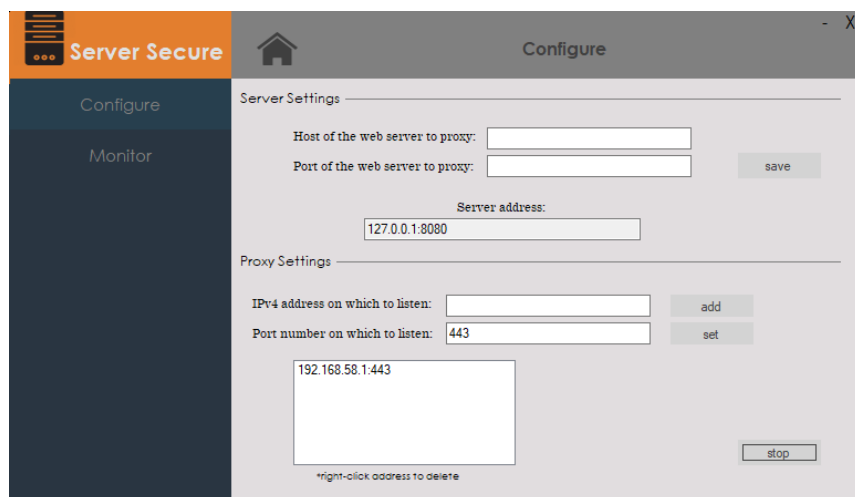 - X
Server Secure
Configure
Configure
Monitor
Server Settings
Host of the web server to proxy:
Port of the web server to proxy:
save
Server address:
127.0.0.1:8080
Proxy Settings
IPv4 address on which to listen:
add
Port number on which to listen: 443
set
192.168.58.1:443
*right-click address to delete
stop